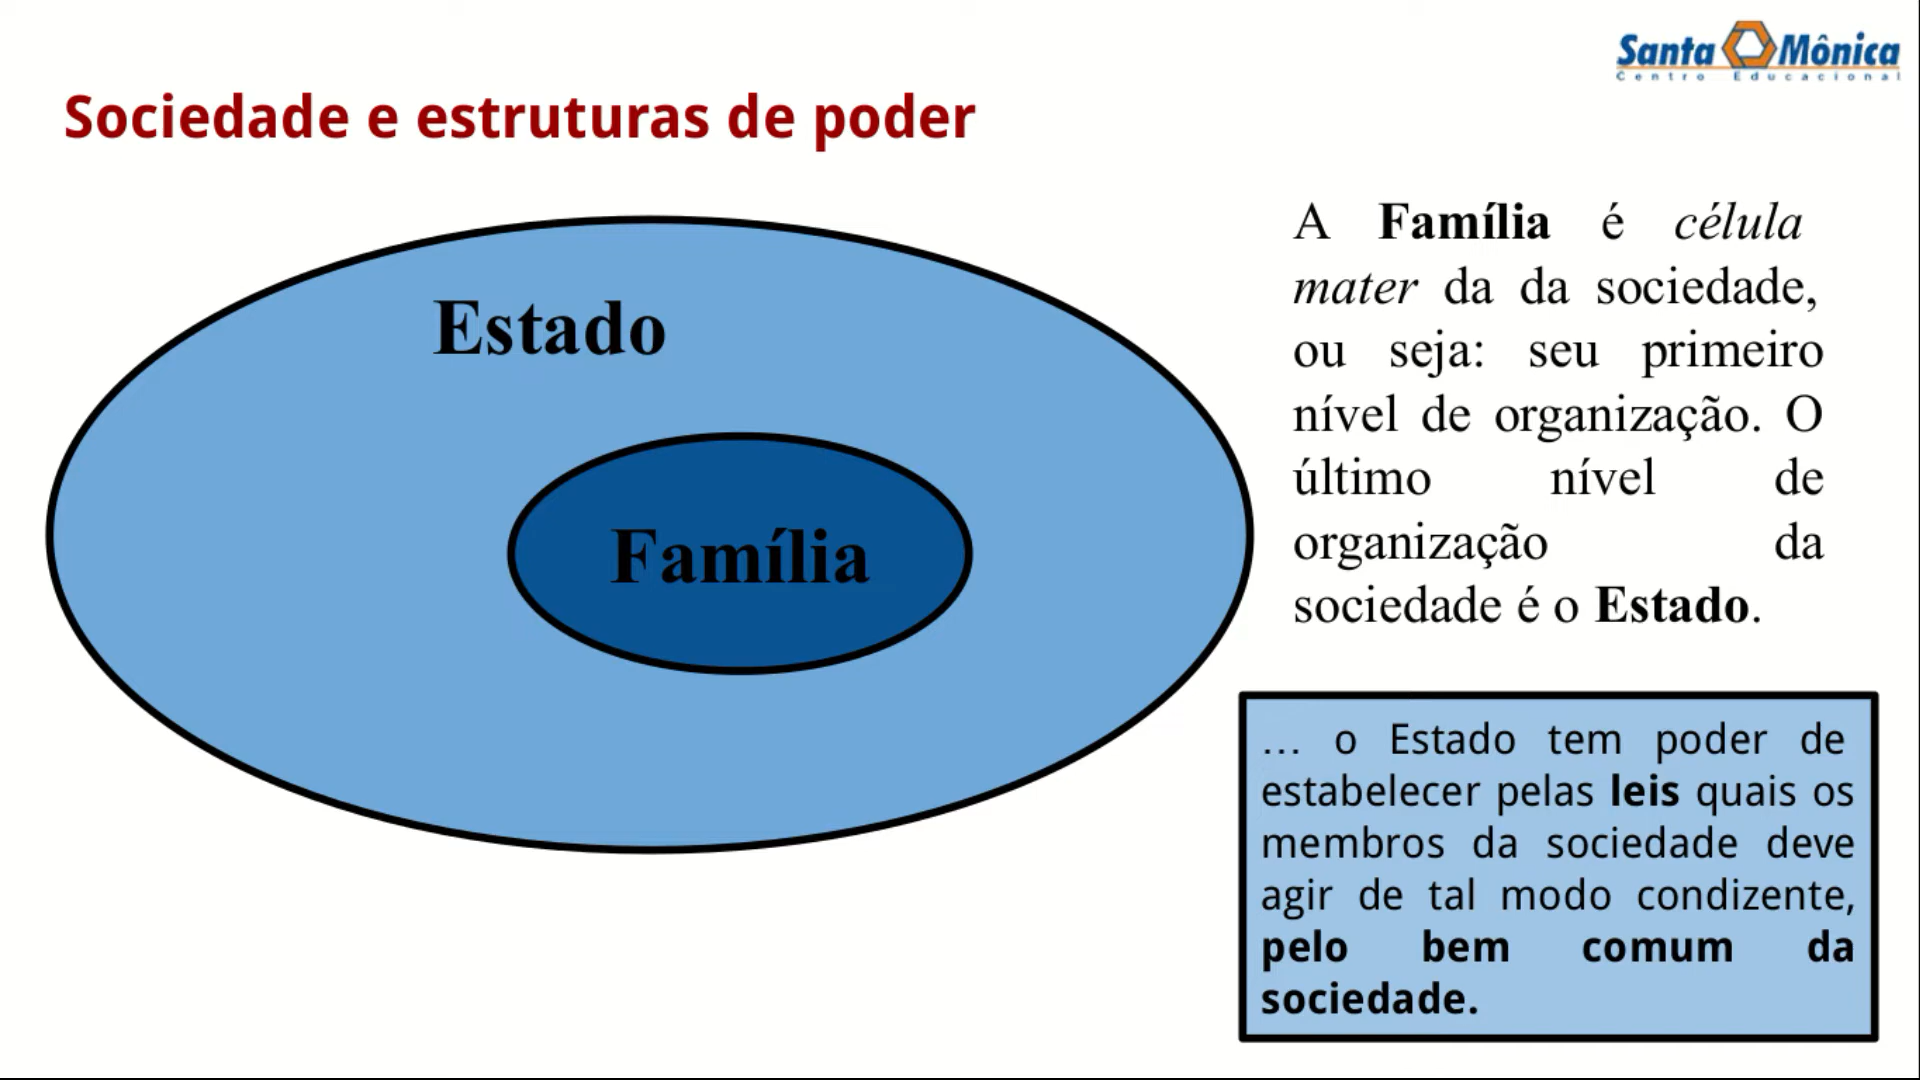 Santa Mônica
Centro Educacional
Sociedade e estruturas de poder
Estado
Família
A Família é célula
mater da da sociedade,
ou seja: seu primeiro
nível de organização. O
último nível de
organização da
sociedade é o Estado.
… o Estado tem poder de
estabelecer pelas leis quais os
membros da sociedade deve
agir de tal modo condizente,
pelo bem comum da
sociedade.